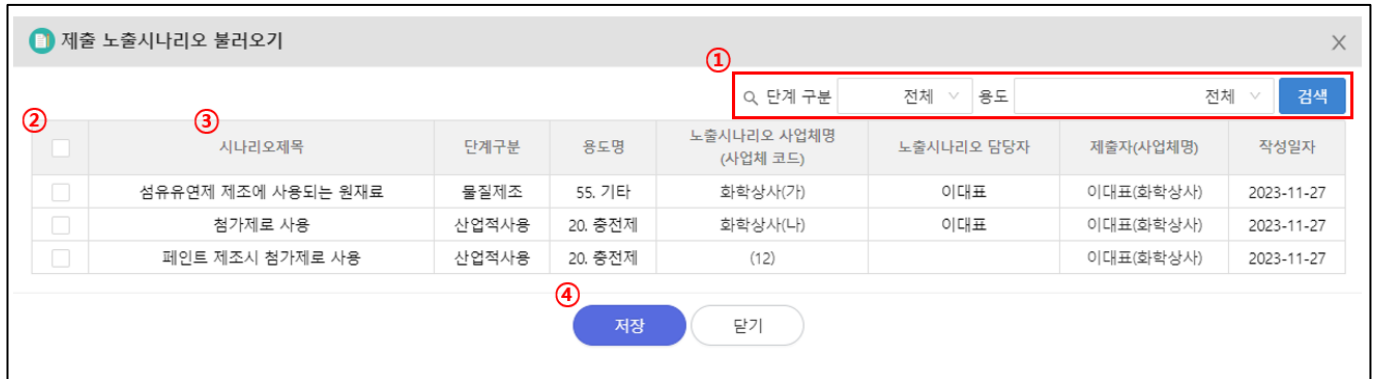 제출 노출시나리오 불러오기
X
①
단계 구분 전체 용도 전체 검색
② ③
시나리오제목 단계구분 용도명 노출시나리오 사업체명 (사업체 코드) 노출시나리오 담당자 제출자(사업체명) 작성일자
섬유유연제 제조에 사용되는 원재료 물질제조 55. 기타 화학상사(가) 이대표 이대표(화학상사) 2023-11-27
첨가제로 사용 산업적사용 20. 충전제 화학상사(나) 이대표 이대표(화학상사) 2023-11-27
페인트 제조시 첨가제로 사용 산업적사용 20. 충전제 (12) 이대표(화학상사) 2023-11-27
④
저장 닫기